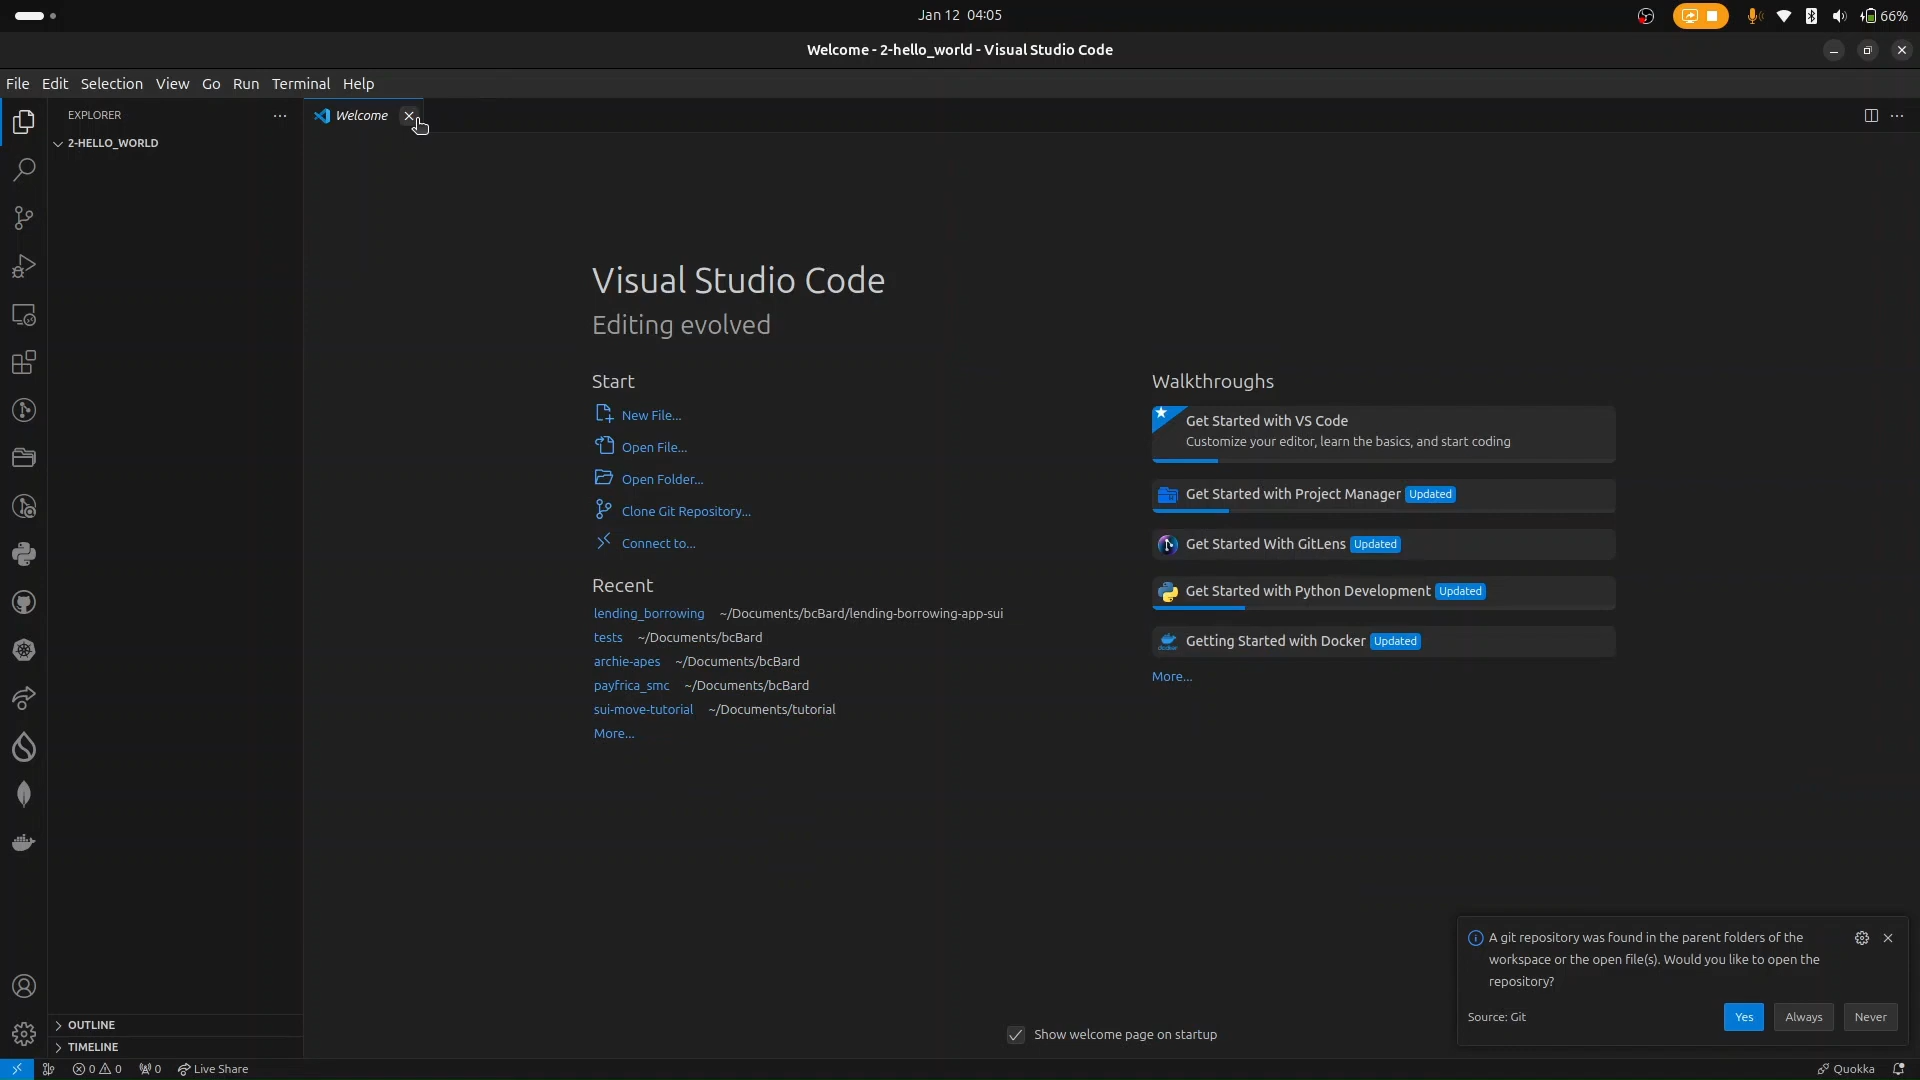 Jan 12 04:05
66%
Welcome - 2-hello_world - Visual Studio Code
File Edit Selection View Go Run Terminal Help
EXPLORER
Welcome
2-HELLO_WORLD
Visual Studio Code
Editing evolved
Start
New File...
Open File...
Open Folder...
Clone Git Repository...
Connect to...
Recent
lending_borrowing ~/Documents/bcBard/lending-borrowing-app-sui
tests ~/Documents/bcBard
archie-apes ~/Documents/bcBard
payfrica_smc ~/Documents/bcBard
sui-move-tutorial ~/Documents/tutorial
More...
Walkthroughs
Get Started with VS Code
Customize your editor, learn the basics, and start coding
Get Started with Project Manager Updated
Get Started With GitLens Updated
Get Started with Python Development Updated
Getting Started with Docker Updated
More...
A git repository was found in the parent folders of the
workspace or the open file(s). Would you like to open the
repository?
Source: Git
Yes Always Never
Show welcome page on startup
OUTLINE
TIMELINE
0 0 0 Live Share
Quokka